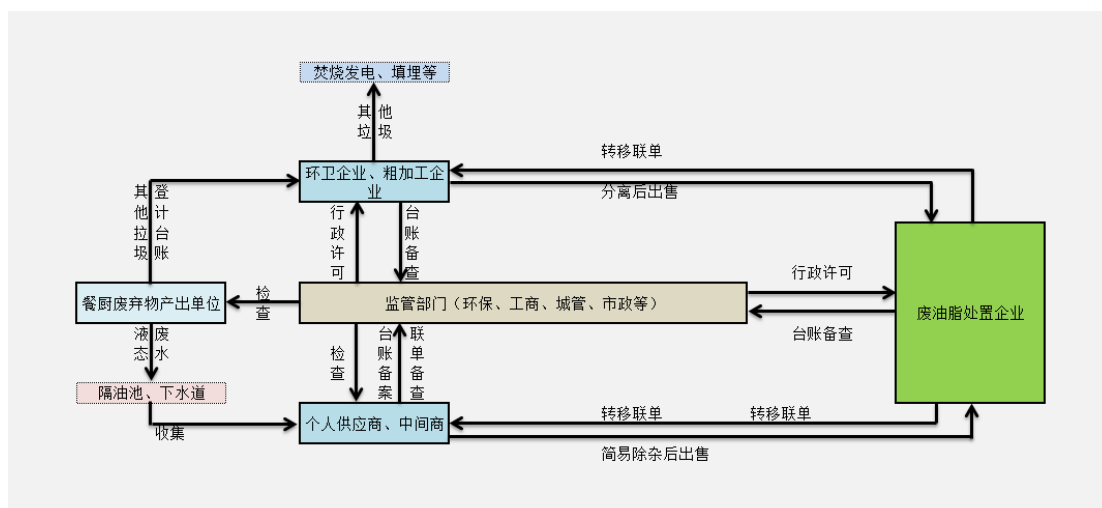 焚烧发电、填埋等
其他
垃圾
转移联单
环卫企业、粗加工企
业
分离后出售
其登
他计
拉台
圾账
行政许可
台账备查
行政许可
餐厨废弃物产出单位
检查
监管部门（环保、工商、城管、市政等）
废油脂处置企业
台账备查
液废
态水
检查
台账备案
联单备查
隔油池、下水道
转移联单
转移联单
个人供应商、中间商
收集
简易除杂后出售